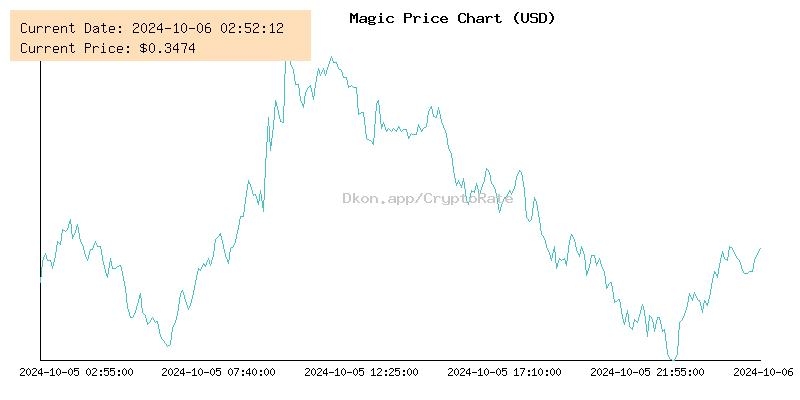 Magic Price Chart (USD)
Current Date: 2024-10-06 02:52:12
Current Price: $0.3474
Dkon.app/CryptoRate
2024-10-05 02:55:00 2024-10-05 07:40:00 2024-10-05 12:25:00 2024-10-05 17:10:00 2024-10-05 21:55:00 2024-10-06